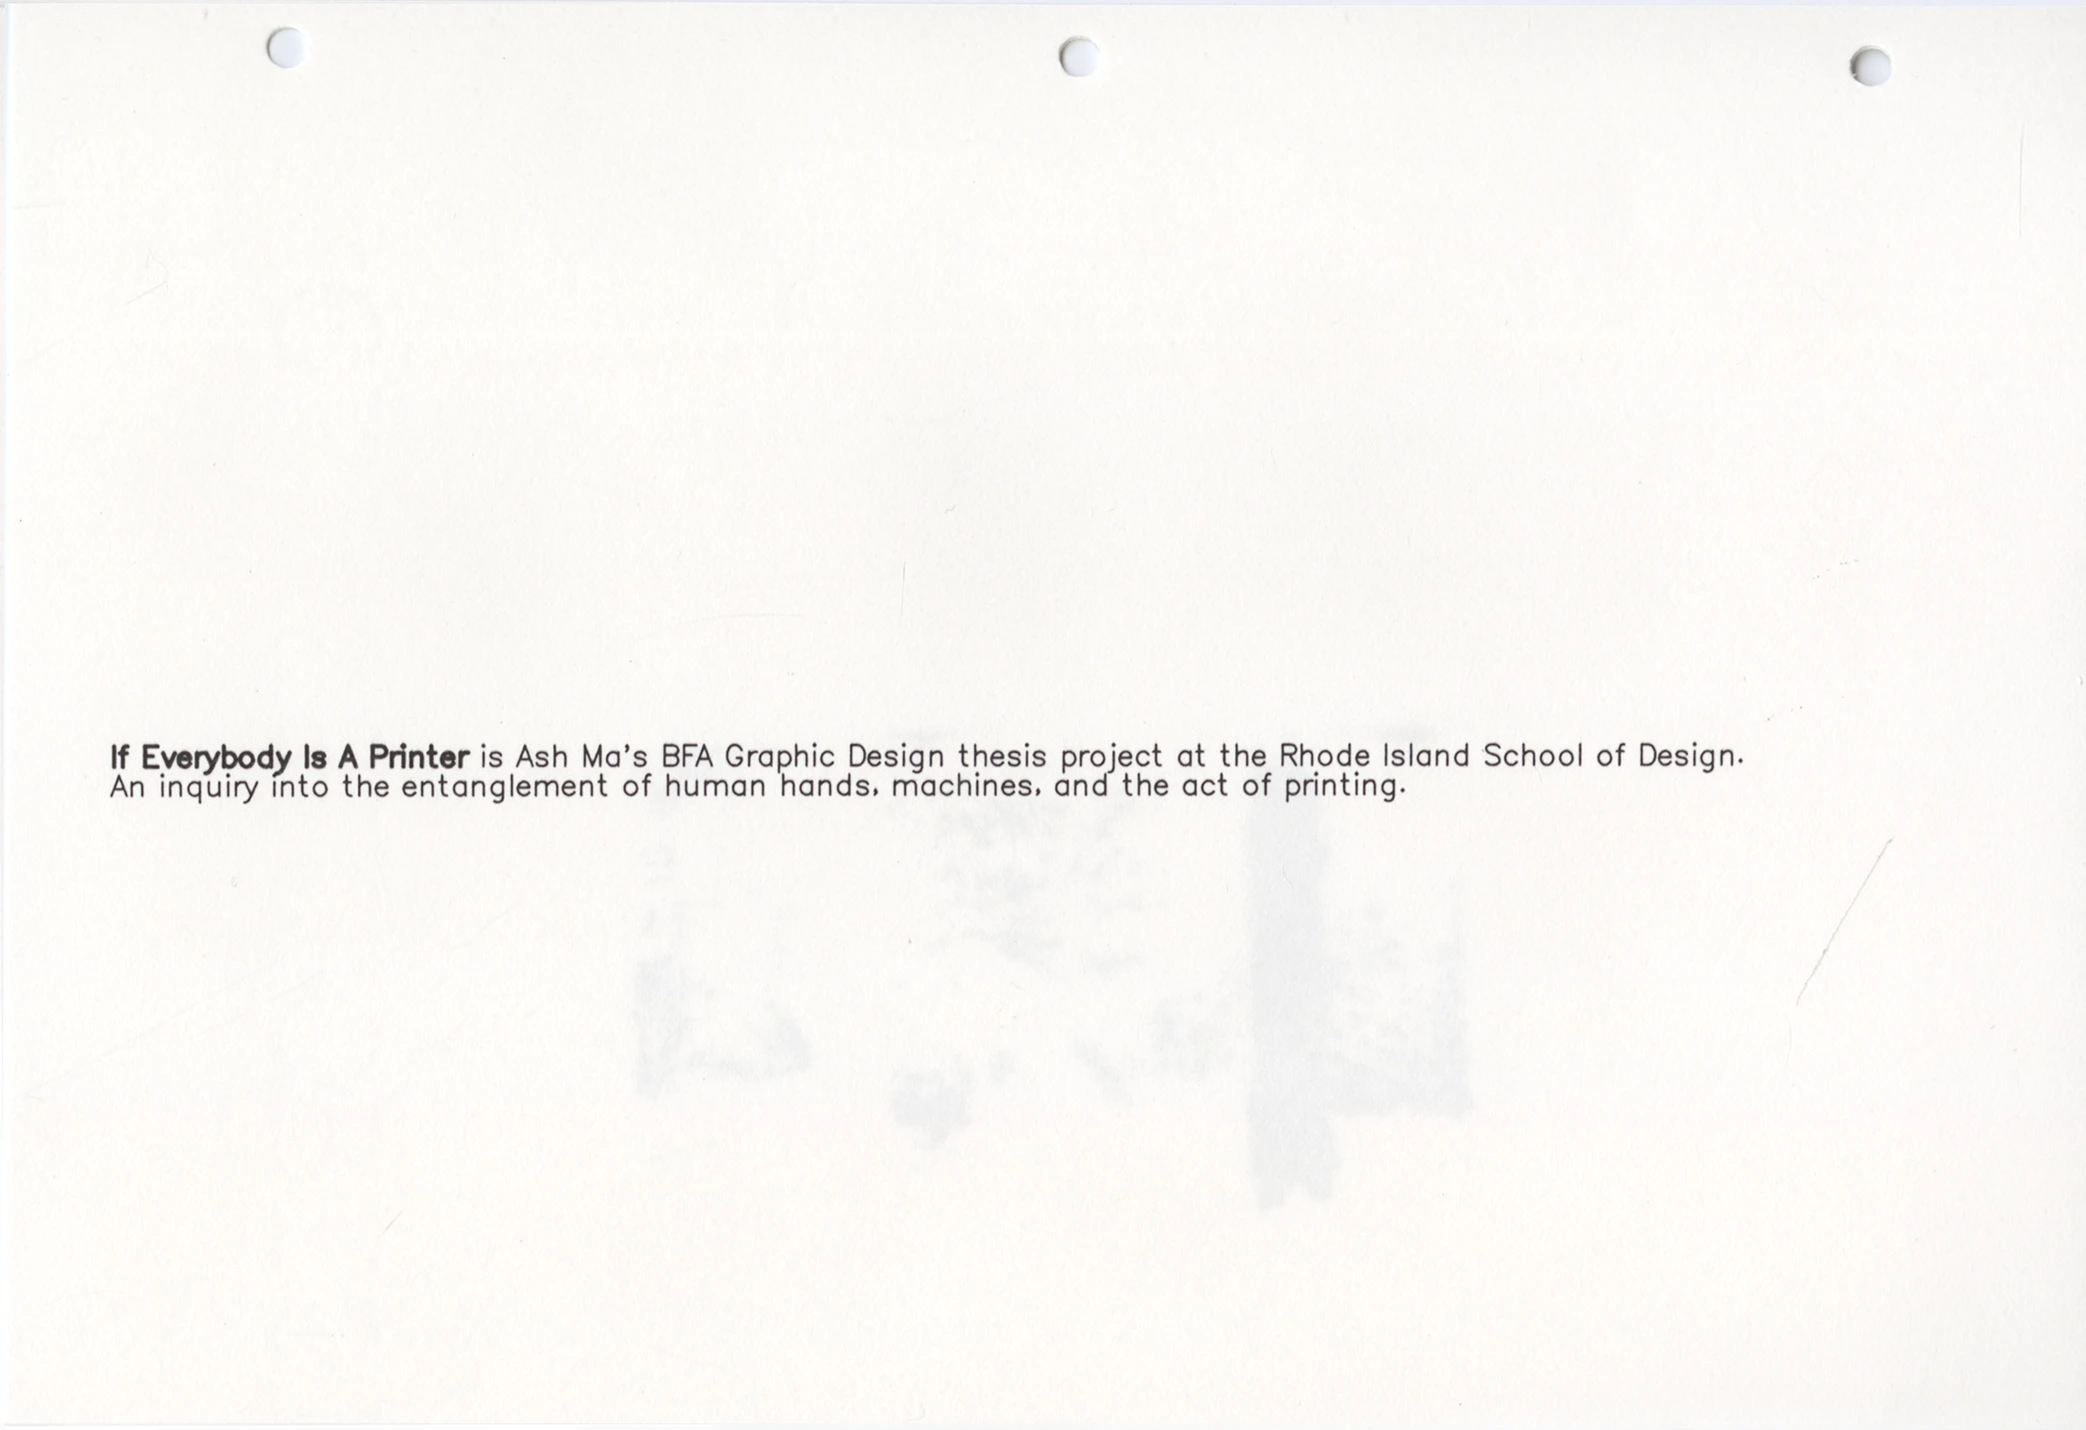 If Everybody Is A Printer is Ash Ma's BFA Graphic Design thesis project at the Rhode Island School of Design.
An inquiry into the entanglement of human hands, machines, and the act of printing.